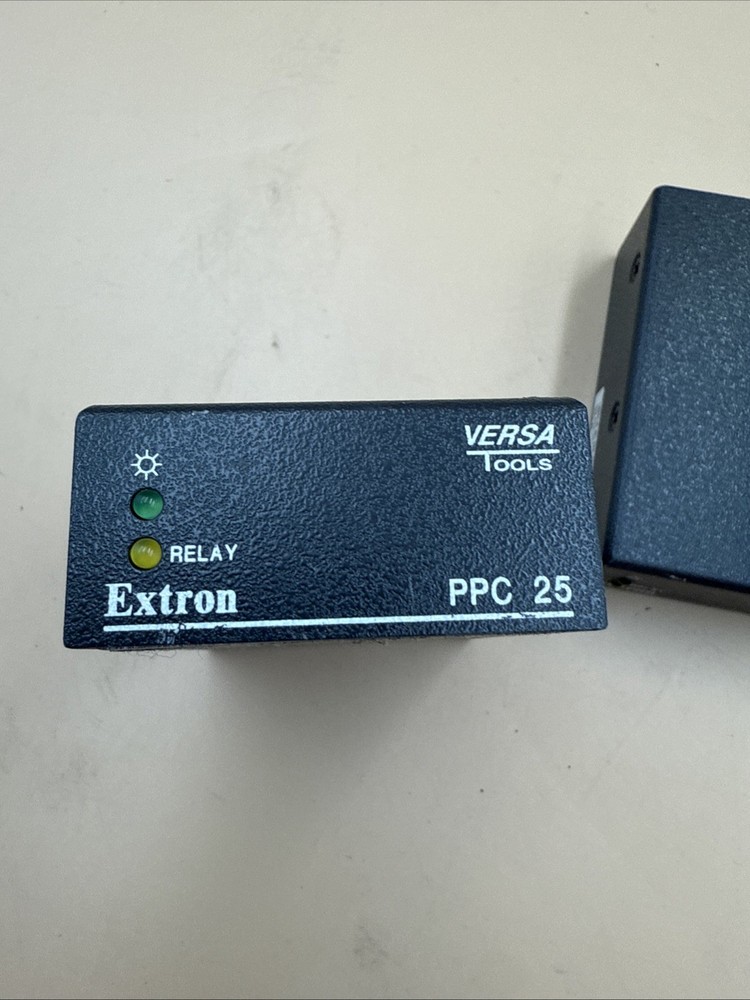 VERSA
TOOLS
RELAY
Extron
PPC 25